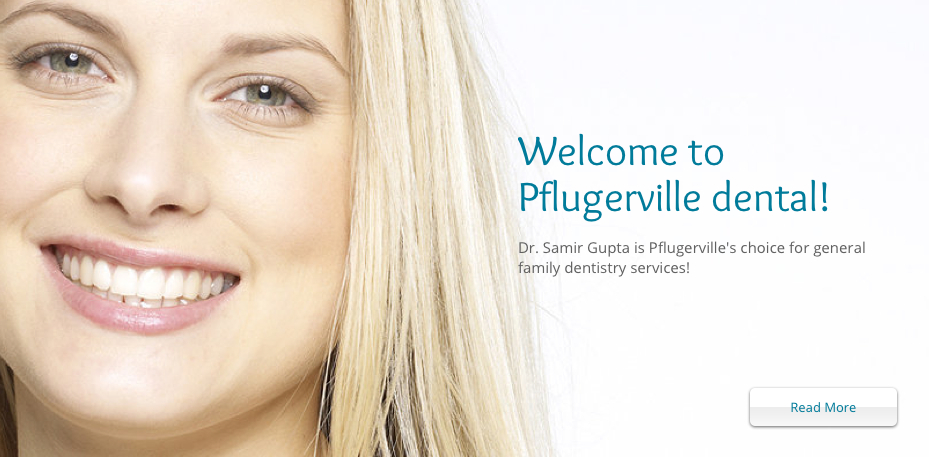 Welcome to
Pflugerville dental!
Dr. Samir Gupta is Pflugerville's choice for general
family dentistry services!
Read More